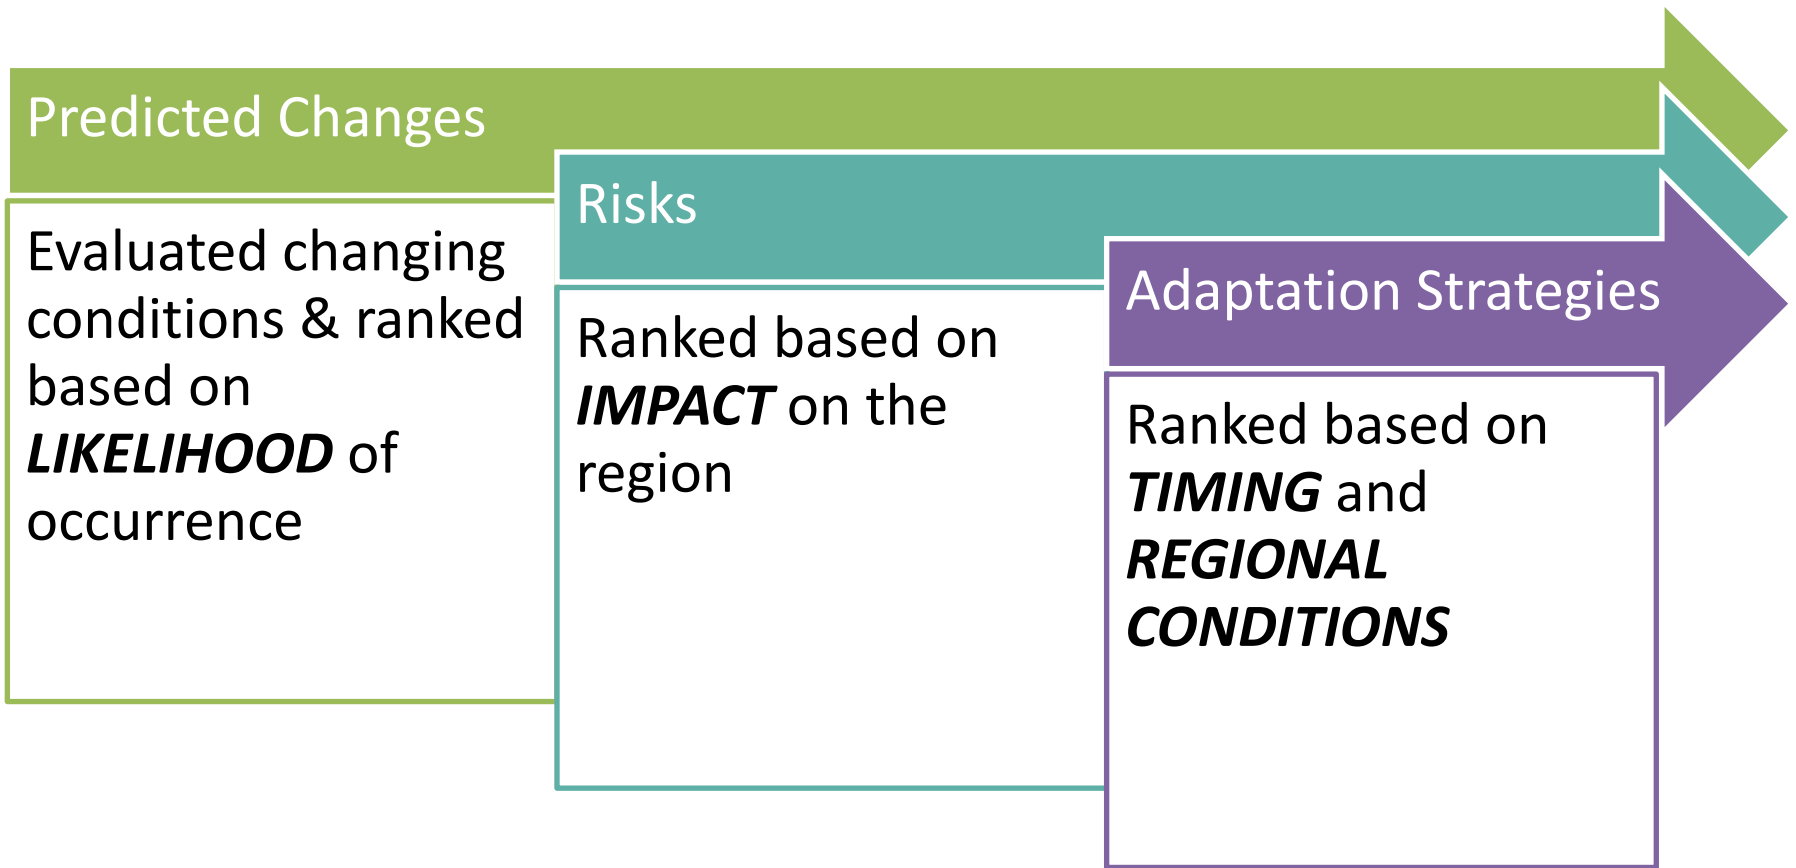 Predicted Changes
Evaluated changing
conditions & ranked
based on
LIKELIHOOD of
occurrence
Risks
Ranked based on
IMPACT on the
region
Adaptation Strategies
Ranked based on
TIMING and
REGIONAL
CONDITIONS